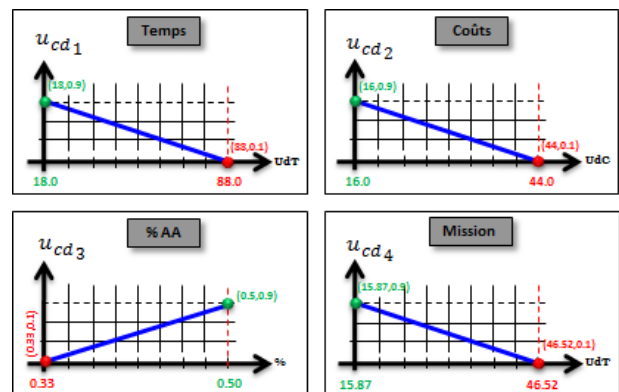 Temps
u_cd1
(18,0.9)
(88,0.1)
UdT
18.0
88.0
Coûts
u_cd2
(16,0.9)
(44,0.1)
UdC
16.0
44.0
% AA
u_cd3
(0.5,0.9)
(0.33,0.1)
%
0.33
0.50
Mission
u_cd4
(15.87,0.9)
(46.52,0.1)
UdT
15.87
46.52